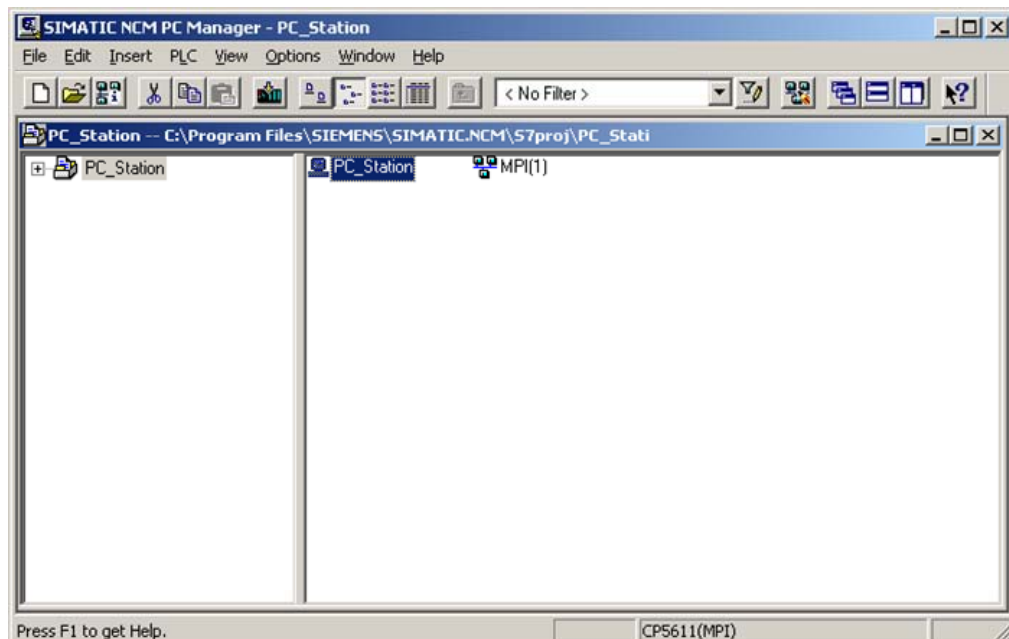 SIMATIC NCM PC Manager - PC_Station
File Edit Insert PLC View Options Window Help
< No Filter >
PC_Station -- C:\Program Files\SIEMENS\SIMATIC.NCM\S7proj\PC_Stati
PC_Station PC_Station MPI(1)
Press F1 to get Help. CP5611(MPI)